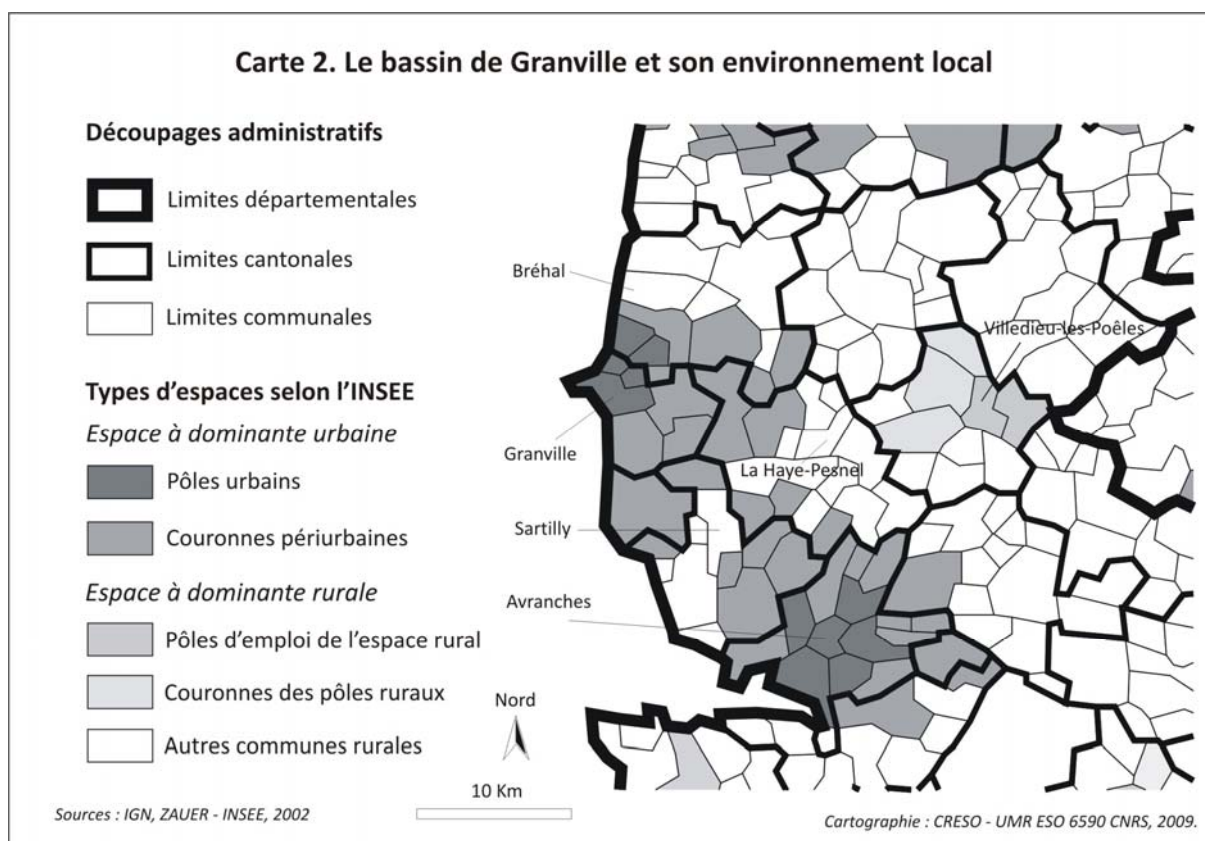 Carte 2. Le bassin de Granville et son environnement local
Découpages administratifs
Limites départementales
Limites cantonales
Limites communales
Types d'espaces selon l'INSEE
Espace à dominante urbaine
Pôles urbains
Couronnes périurbaines
Espace à dominante rurale
Pôles d'emploi de l'espace rural
Couronnes des pôles ruraux
Autres communes rurales
Bréhal
Villedieu-les-Poêles
Granville
La Haye-Pesnel
Sartilly
Avranches
Nord
10 Km
Sources : IGN, ZAUER - INSEE, 2002
Cartographie : CRESO - UMR ESO 6590 CNRS, 2009.